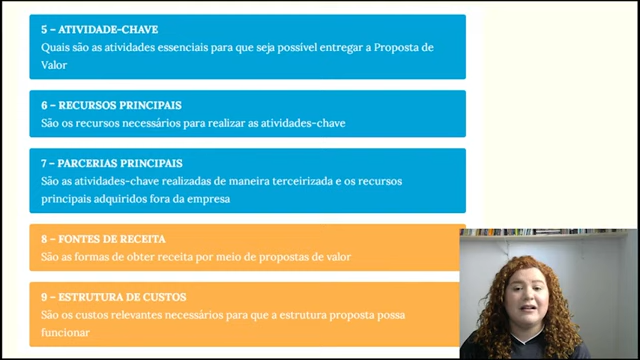 5 – ATIVIDADE-CHAVE
Quais são as atividades essenciais para que seja possível entregar a Proposta de
Valor
6 – RECURSOS PRINCIPAIS
São os recursos necessários para realizar as atividades-chave
7 – PARCERIAS PRINCIPAIS
São as atividades-chave realizadas de maneira terceirizada e os recursos
principais adquiridos fora da empresa
8 – FONTES DE RECEITA
São as formas de obter receita por meio de propostas de valor
9 – ESTRUTURA DE CUSTOS
São os custos relevantes necessários para que a estrutura proposta possa
funcionar